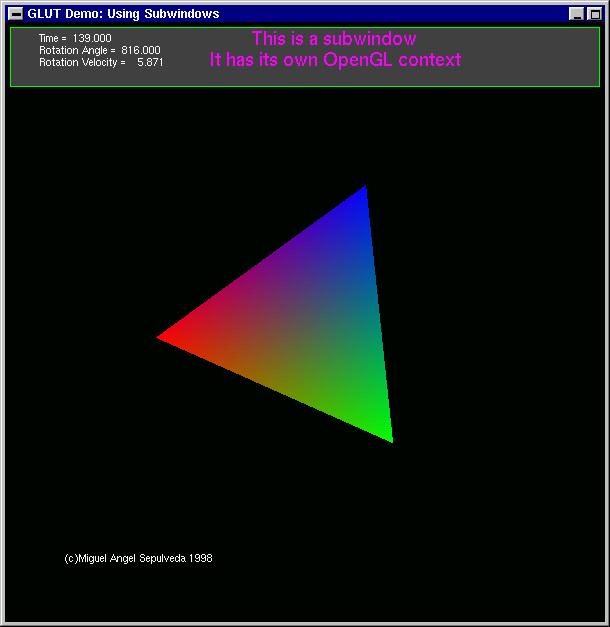 GLUT Demo: Using Subwindows
Time = 139.000
Rotation Angle = 816.000
Rotation Velocity = 5.871
This is a subwindow
It has its own OpenGL context
(c)Miguel Angel Sepulveda 1998